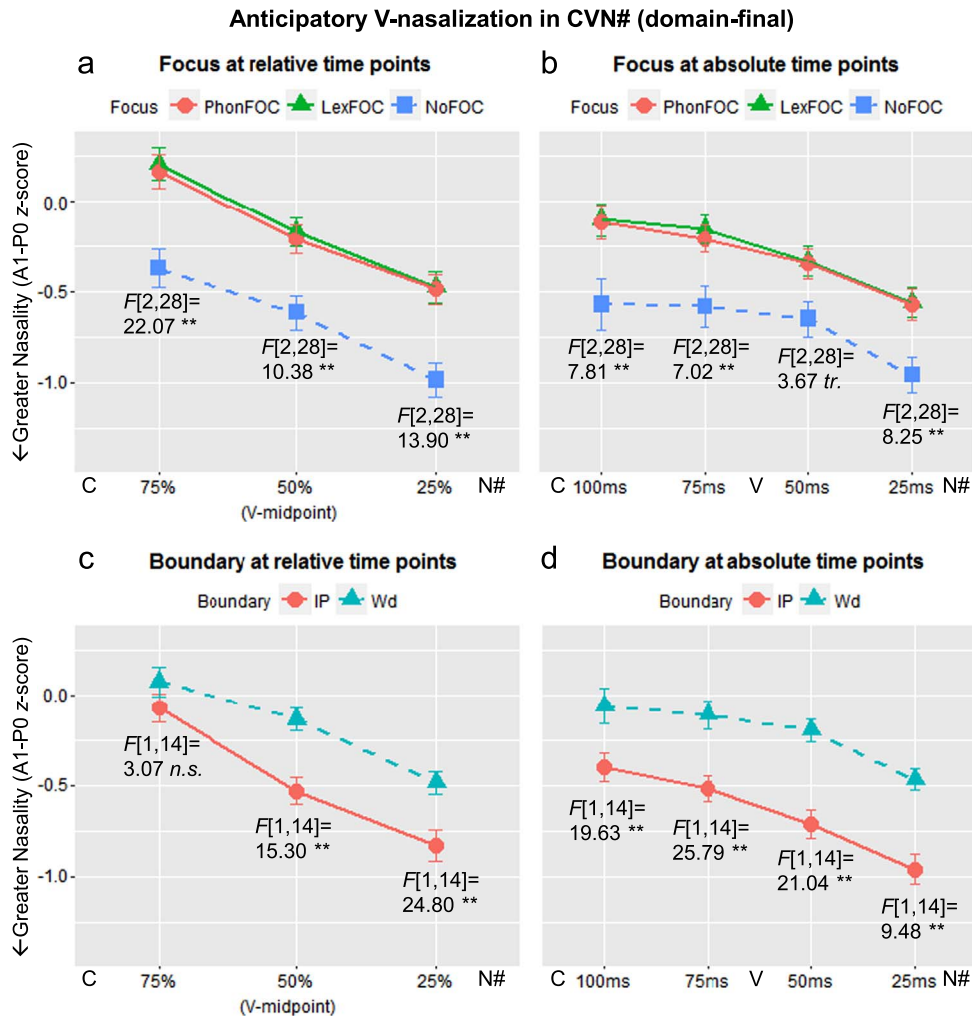 Anticipatory V-nasalization in CVN# (domain-final)
a Focus at relative time points
Focus PhonFOC LexFOC NoFOC
←Greater Nasality (A1-P0 z-score)
0.0
-0.5
-1.0
F[2,28]=
22.07 **
F[2,28]=
10.38 **
F[2,28]=
13.90 **
C 75% 50% 25% N#
(V-midpoint)
b Focus at absolute time points
Focus PhonFOC LexFOC NoFOC
F[2,28]=
7.81 **
F[2,28]=
7.02 **
F[2,28]=
3.67 tr.
F[2,28]=
8.25 **
C 100ms 75ms V 50ms 25ms N#
c Boundary at relative time points
Boundary IP Wd
←Greater Nasality (A1-P0 z-score)
0.0
-0.5
-1.0
F[1,14]=
3.07 n.s.
F[1,14]=
15.30 **
F[1,14]=
24.80 **
C 75% 50% 25% N#
(V-midpoint)
d Boundary at absolute time points
Boundary IP Wd
F[1,14]=
19.63 **
F[1,14]=
25.79 **
F[1,14]=
21.04 **
F[1,14]=
9.48 **
C 100ms 75ms V 50ms 25ms N#